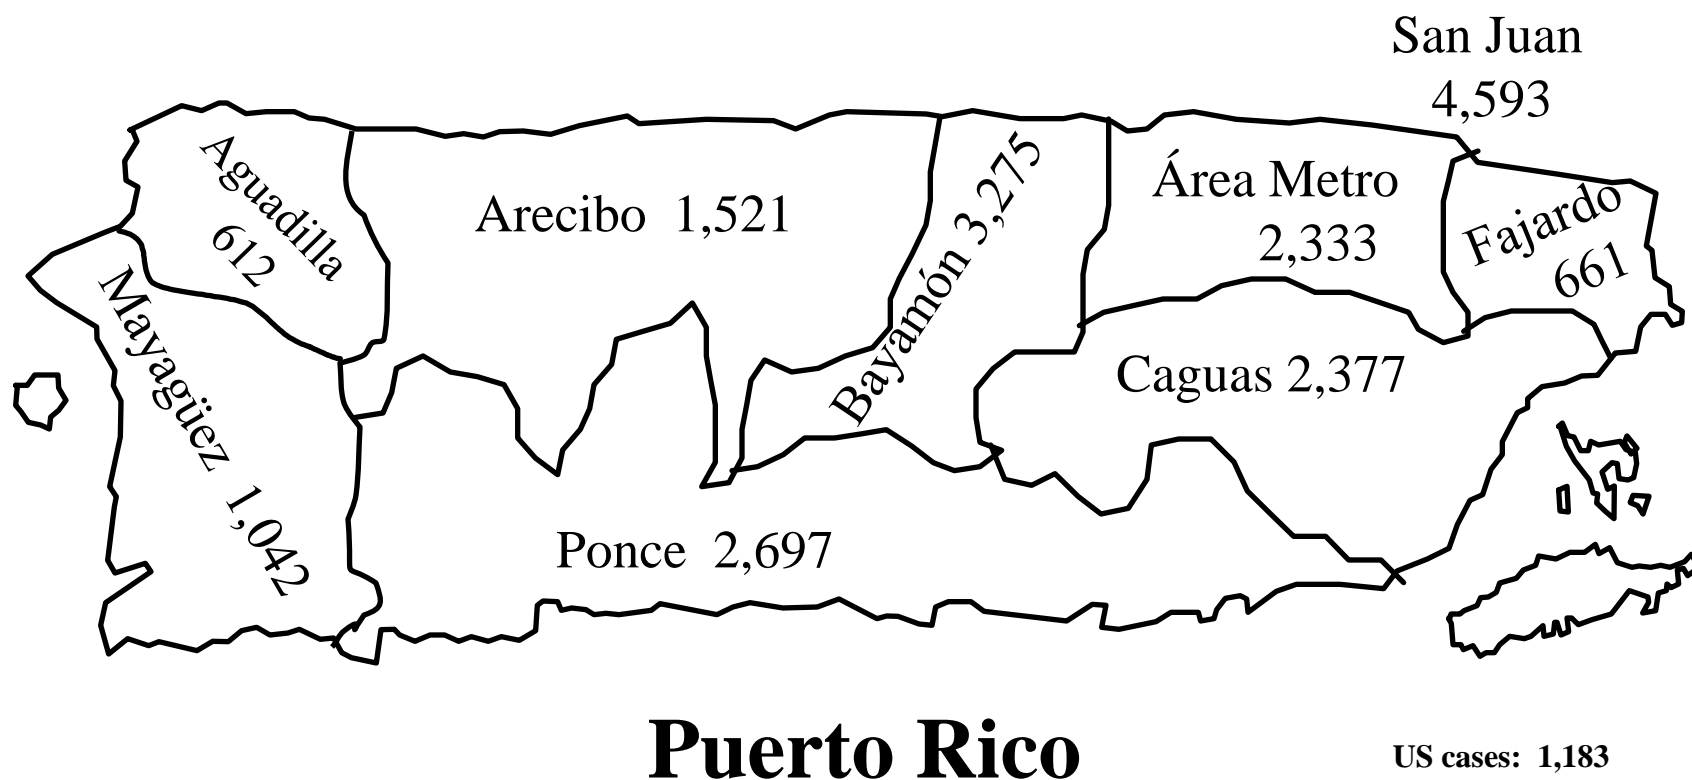 San Juan
4,593
Aguadilla
612
Arecibo 1,521
Bayamón 3,275
Área Metro
2,333
Fajardo
661
Mayagüez 1,042
Caguas 2,377
Ponce 2,697
Puerto Rico
US cases: 1,183